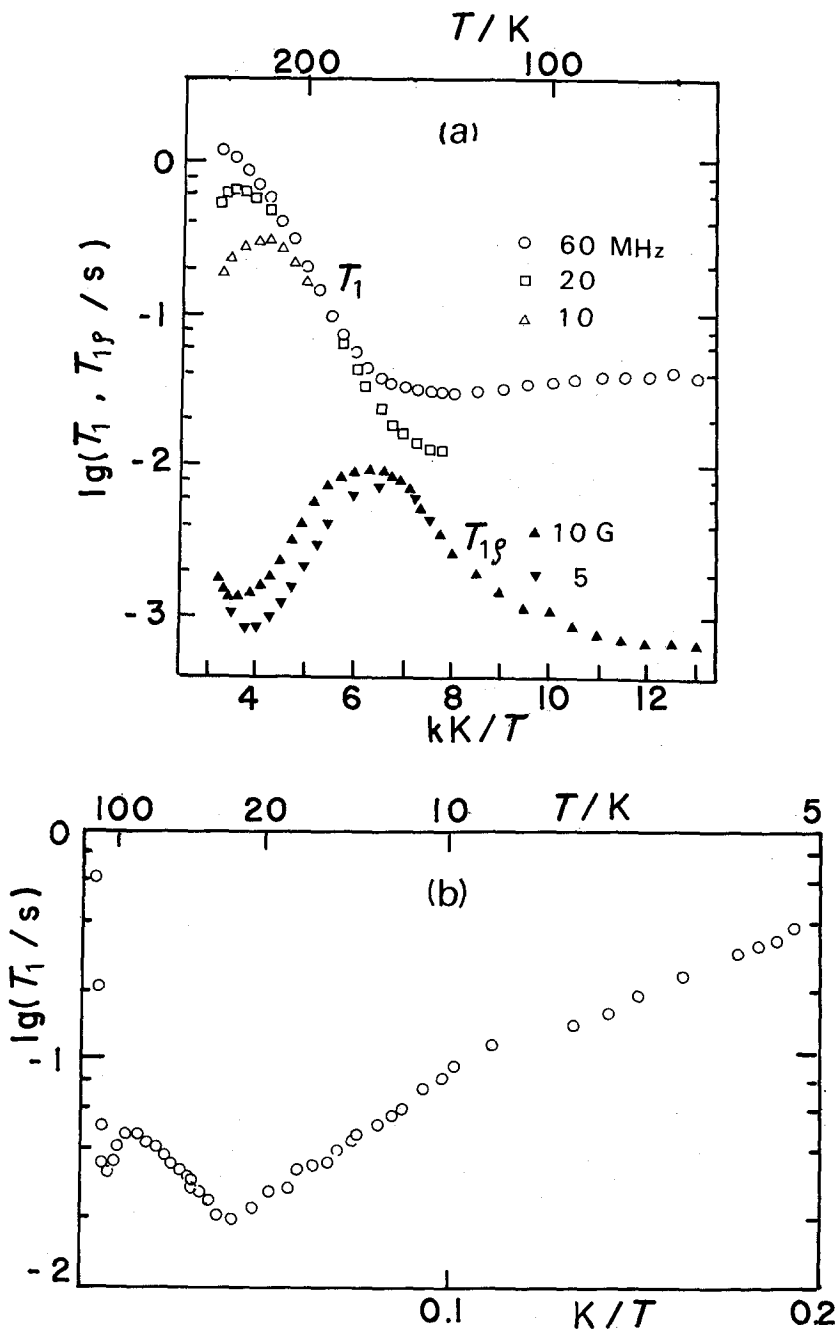 T/K
200 100
(a)
0
-1
-2
-3
lg(T₁, T₁ρ / s)
T₁
○ 60 MHz
□ 20
△ 10
T₁ρ
▲ 10 G
▼ 5
4 6 8 10 12
kK/T
100 20 10 T/K 5
0
-1
-2
lg(T₁ / s)
(b)
0.1 K/T 0.2